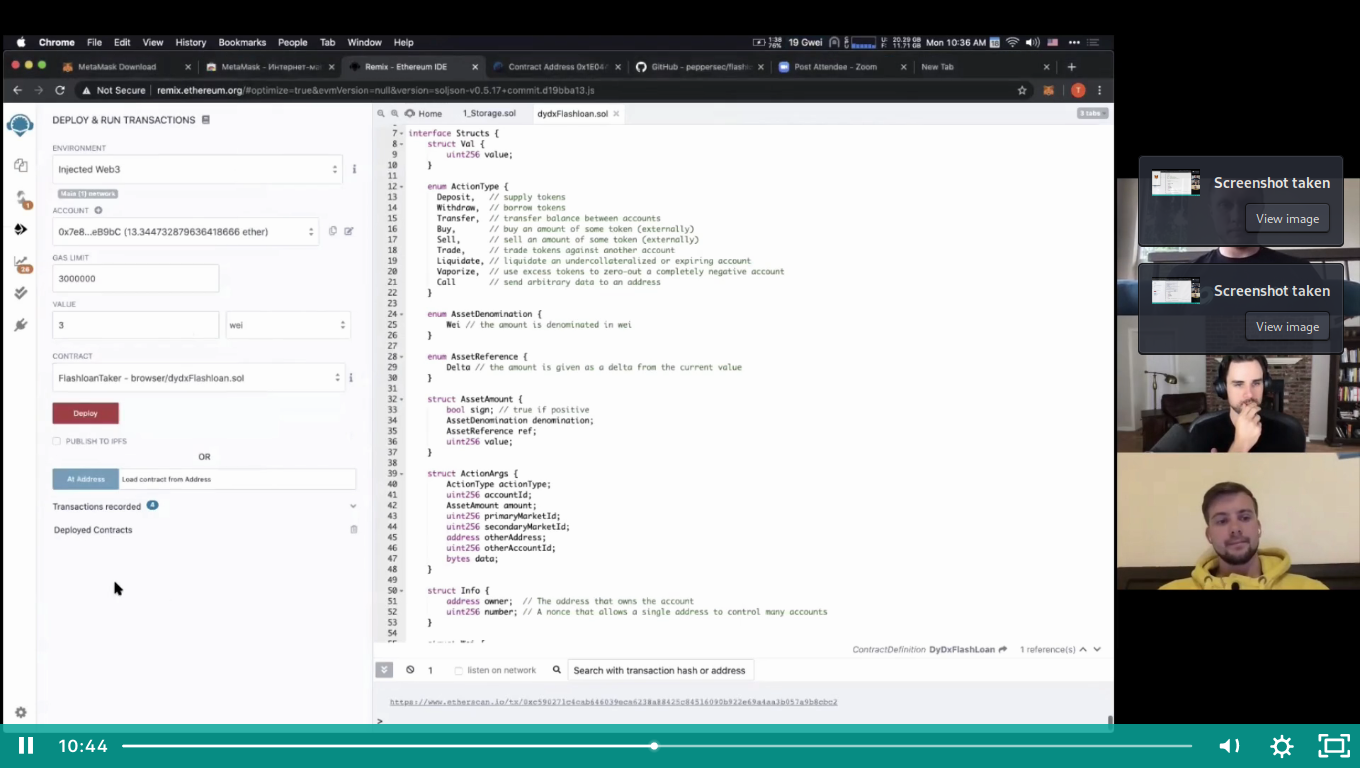 Chrome File Edit View History Bookmarks People Tab Window Help
1:38 76% 19 Gwei 20.29 GB 11.71 GB Mon 10:36 AM
MetaMask Download
MetaMask - Интернет-ма
Remix - Ethereum IDE
Contract Address 0x1E04
GitHub - peppersec/flash
Post Attendee - Zoom
New Tab
Not Secure remix.ethereum.org/#optimize=true&evmVersion=null&version=soljson-v0.5.17+commit.d19bba13.js
DEPLOY & RUN TRANSACTIONS
ENVIRONMENT
Injected Web3
Main (1) network
ACCOUNT
0x7e8...eB9bC (13.344732879636418666 ether)
GAS LIMIT
3000000
VALUE
3
wei
CONTRACT
FlashloanTaker - browser/dydxFlashloan.sol
Deploy
PUBLISH TO IPFS
OR
At Address Load contract from Address
Transactions recorded 4
Deployed Contracts
1
26
Home 1_Storage.sol dydxFlashloan.sol 3 tabs
7 interface Structs {
8 struct Val {
9 uint256 value;
10 }
11
12 enum ActionType {
13 Deposit, // supply tokens
14 Withdraw, // borrow tokens
15 Transfer, // transfer balance between accounts
16 Buy, // buy an amount of some token (externally)
17 Sell, // sell an amount of some token (externally)
18 Trade, // trade tokens against another account
19 Liquidate, // liquidate an undercollateralized or expiring account
20 Vaporize, // use excess tokens to zero-out a completely negative account
21 Call // send arbitrary data to an address
22 }
23
24 enum AssetDenomination {
25 Wei // the amount is denominated in wei
26 }
27
28 enum AssetReference {
29 Delta // the amount is given as a delta from the current value
30 }
31
32 struct AssetAmount {
33 bool sign; // true if positive
34 AssetDenomination denomination;
35 AssetReference ref;
36 uint256 value;
37 }
38
39 struct ActionArgs {
40 ActionType actionType;
41 uint256 accountId;
42 AssetAmount amount;
43 uint256 primaryMarketId;
44 uint256 secondaryMarketId;
45 address otherAddress;
46 uint256 otherAccountId;
47 bytes data;
48 }
49
50 struct Info {
51 address owner; // The address that owns the account
52 uint256 number; // A nonce that allows a single address to control many accounts
53 }
54
ContractDefinition DyDxFlashLoan 1 reference(s)
1 listen on network Search with transaction hash or address
>
Screenshot taken
View image
Screenshot taken
View image
10:44